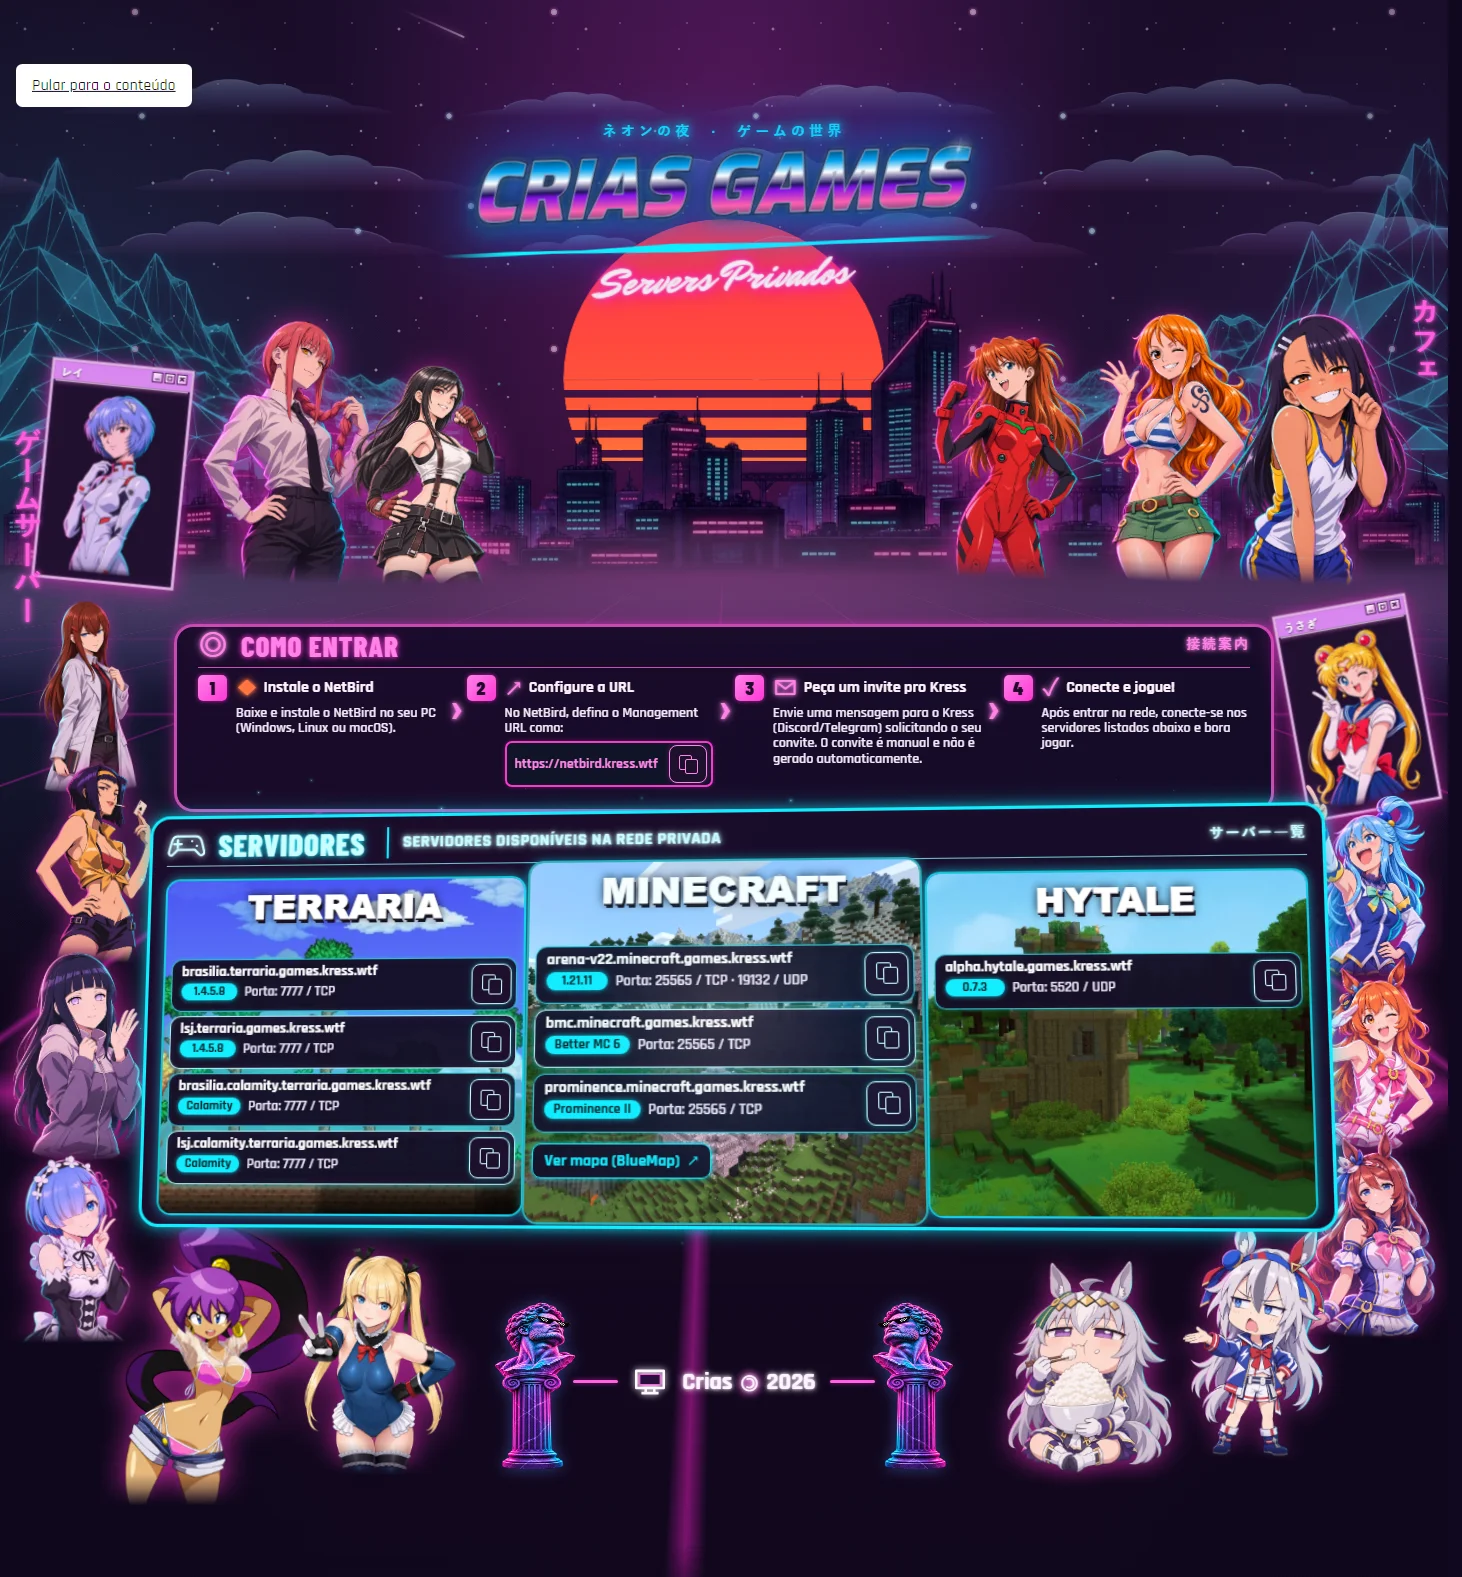 Pular para o conteúdo
ネオンの夜 · ゲームの世界
CRIAS GAMES
Servers Privados
カフェ
レイ
ゲームサーバー
うさぎ
COMO ENTRAR
接続案内
1 Instale o NetBird
Baixe e instale o NetBird no seu PC
(Windows, Linux ou macOS).
2 Configure a URL
No NetBird, defina o Management
URL como:
https://netbird.kress.wtf
3 Peça um invite pro Kress
Envie uma mensagem para o Kress
(Discord/Telegram) solicitando o seu
convite. O convite é manual e não é
gerado automaticamente.
4 Conecte e jogue!
Após entrar na rede, conecte-se nos
servidores listados abaixo e bora
jogar.
SERVIDORES
SERVIDORES DISPONÍVEIS NA REDE PRIVADA
サーバー一覧
TERRARIA
brasilia.terraria.games.kress.wtf
1.4.5.8 Porta: 7777 / TCP
lsj.terraria.games.kress.wtf
1.4.5.8 Porta: 7777 / TCP
brasilia.calamity.terraria.games.kress.wtf
Calamity Porta: 7777 / TCP
lsj.calamity.terraria.games.kress.wtf
Calamity Porta: 7777 / TCP
MINECRAFT
arena-v22.minecraft.games.kress.wtf
1.21.11 Porta: 25565 / TCP · 19132 / UDP
bmc.minecraft.games.kress.wtf
Better MC 6 Porta: 25565 / TCP
prominence.minecraft.games.kress.wtf
Prominence II Porta: 25565 / TCP
Ver mapa (BlueMap) ↗
HYTALE
alpha.hytale.games.kress.wtf
0.7.3 Porta: 5520 / UDP
Crias 2026